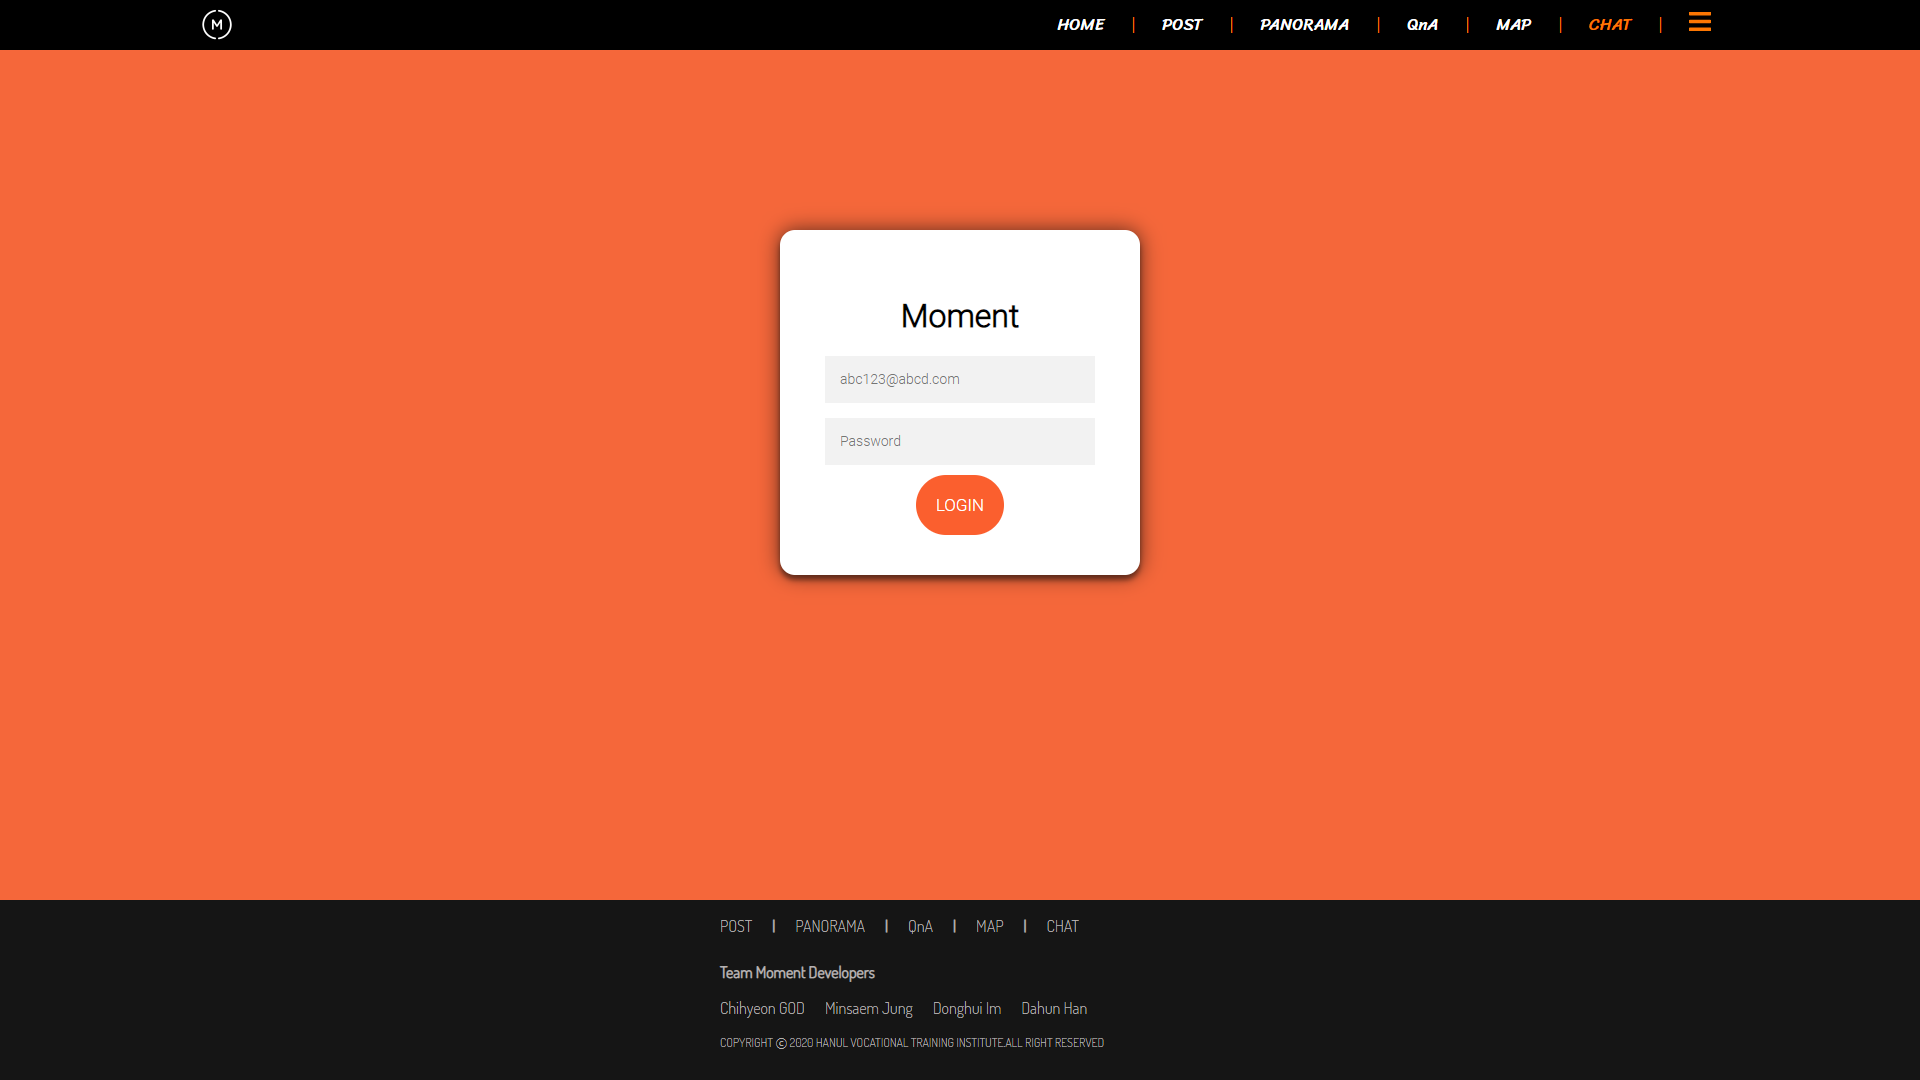 M HOME | POST | PANORAMA | QnA | MAP | CHAT |
Moment
abc123@abcd.com
Password
LOGIN
POST | PANORAMA | QnA | MAP | CHAT
Team Moment Developers
Chihyeon GOD Minsaem Jung Donghui Im Dahun Han
COPYRIGHT ⓒ 2020 HANUL VOCATIONAL TRAINING INSTITUTE.ALL RIGHT RESERVED